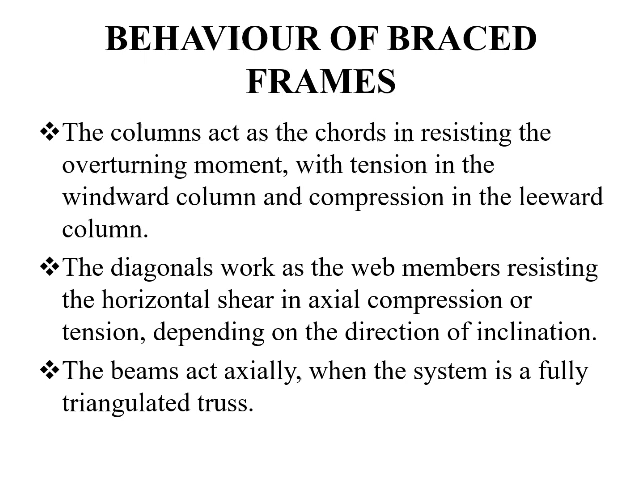 BEHAVIOUR OF BRACED
FRAMES
❖The columns act as the chords in resisting the
overturning moment, with tension in the
windward column and compression in the leeward
column.
❖The diagonals work as the web members resisting
the horizontal shear in axial compression or
tension, depending on the direction of inclination.
❖The beams act axially, when the system is a fully
triangulated truss.